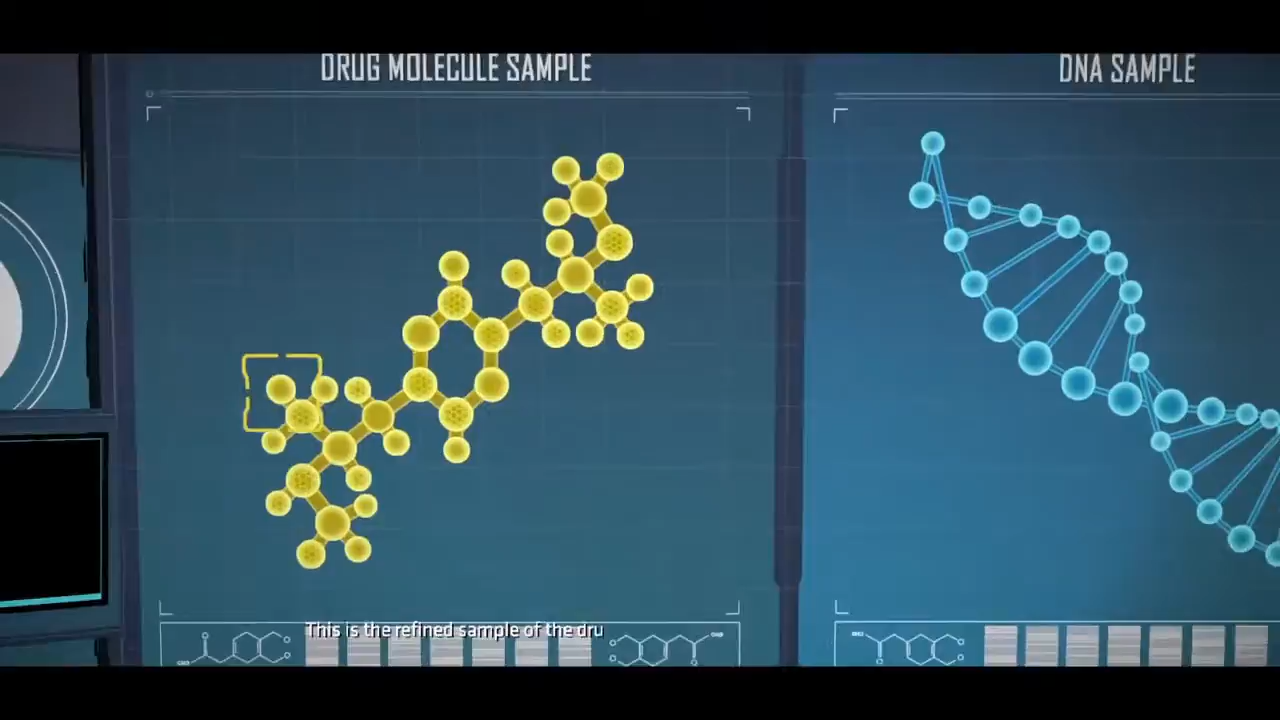 DRUG MOLECULE SAMPLE
DNA SAMPLE
This is the refined sample of the dru